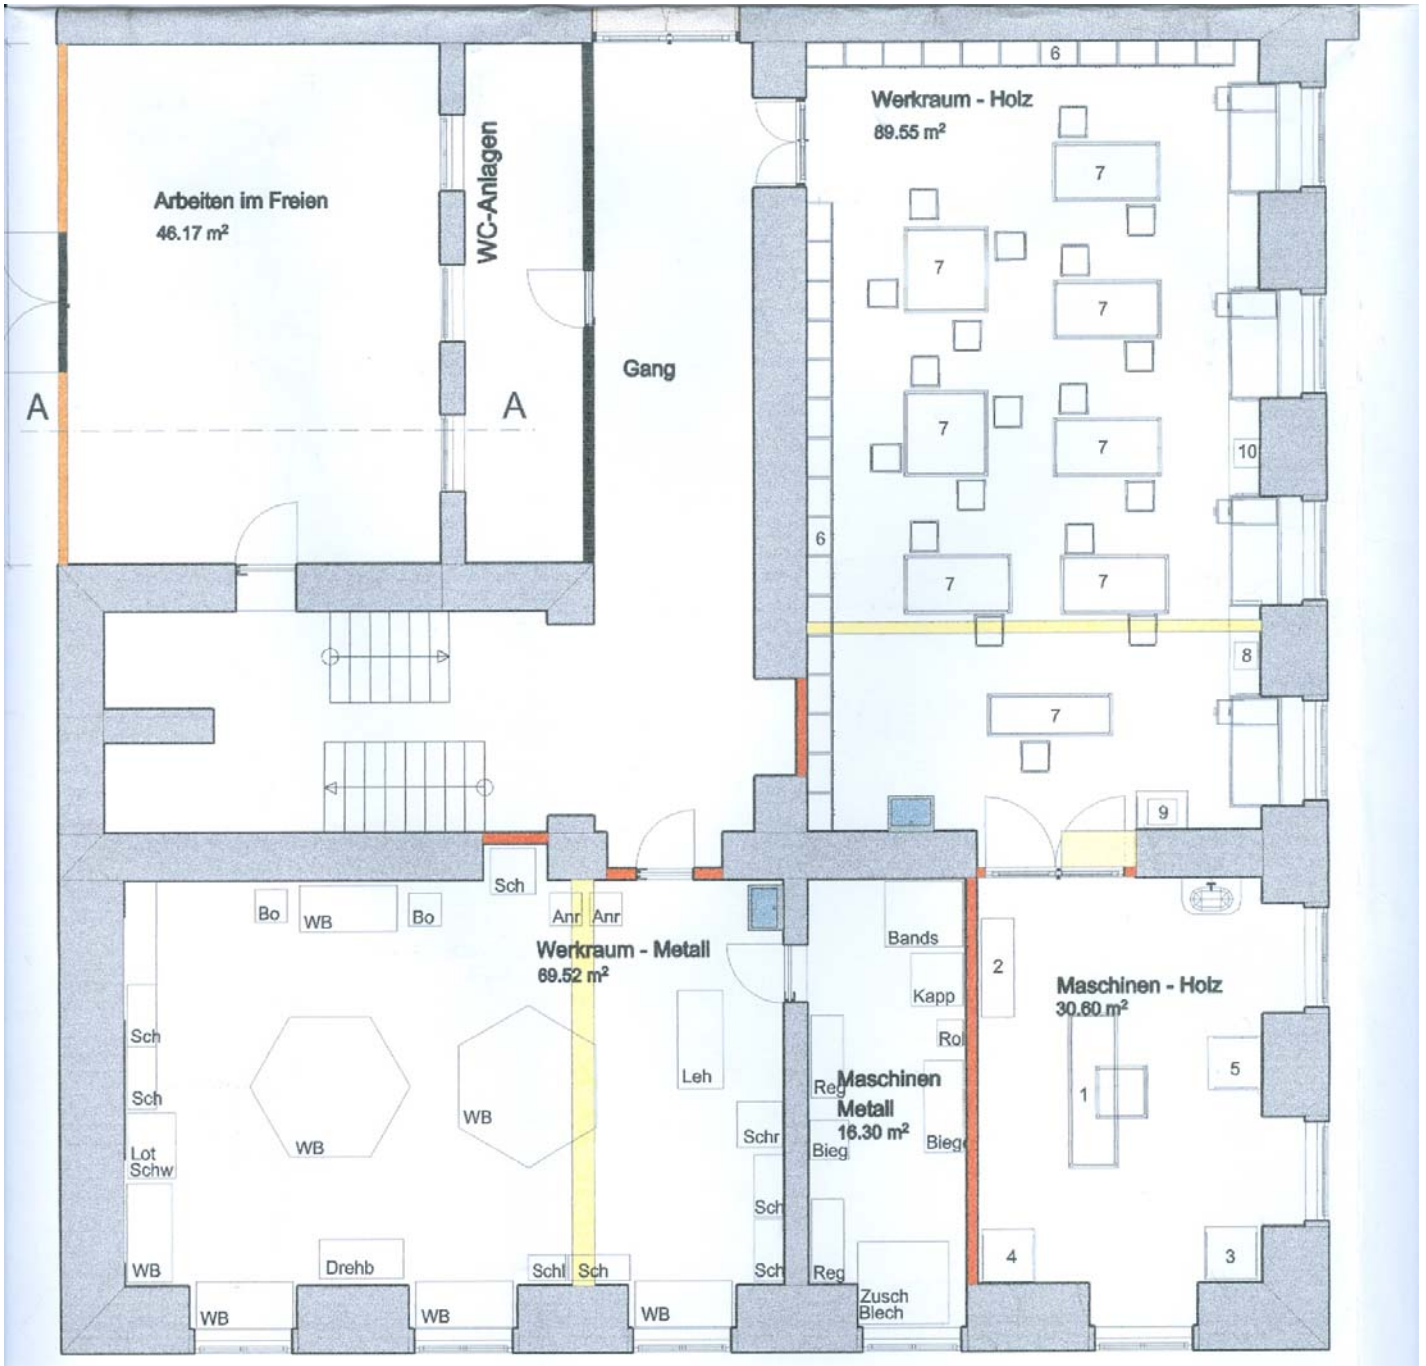 6
Werkraum - Holz
89.55 m²
7
Arbeiten im Freien
46.17 m²
WC-Anlagen
7
7
Gang
A
A
7
7
10
6
7
7
8
7
9
Sch
Bo
WB
Bo
Anr
Anr
Werkraum - Metall
69.52 m²
Bands
2
Kapp
Maschinen - Holz
30.60 m²
Sch
Rol
Leh
5
Sch
Reg
Maschinen
Metall
16.30 m²
1
WB
WB
Schr
Bieg
Biege
Lot
Schw
Sch
WB
Drehb
Schl
Sch
Sch
Reg
4
3
Zusch
Blech
WB
WB
WB